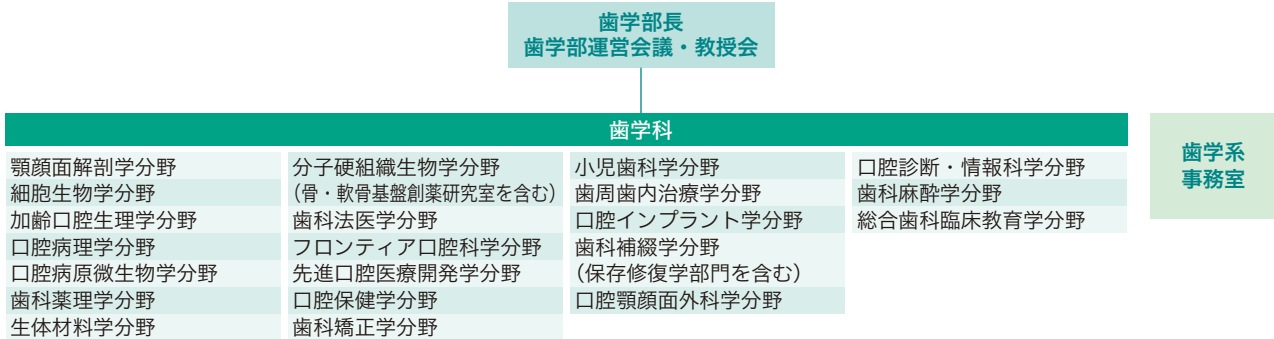 歯学部長
歯学部運営会議・教授会
歯学科
顎顔面解剖学分野
細胞生物学分野
加齢口腔生理学分野
口腔病理学分野
口腔病原微生物学分野
歯科薬理学分野
生体材料学分野
分子硬組織生物学分野
（骨・軟骨基盤創薬研究室を含む）
歯科法医学分野
フロンティア口腔科学分野
先進口腔医療開発学分野
口腔保健学分野
歯科矯正学分野
小児歯科学分野
歯周歯内治療学分野
口腔インプラント学分野
歯科補綴学分野
（保存修復学部門を含む）
口腔顎顔面外科学分野
口腔診断・情報科学分野
歯科麻酔学分野
総合歯科臨床教育学分野
歯学系
事務室